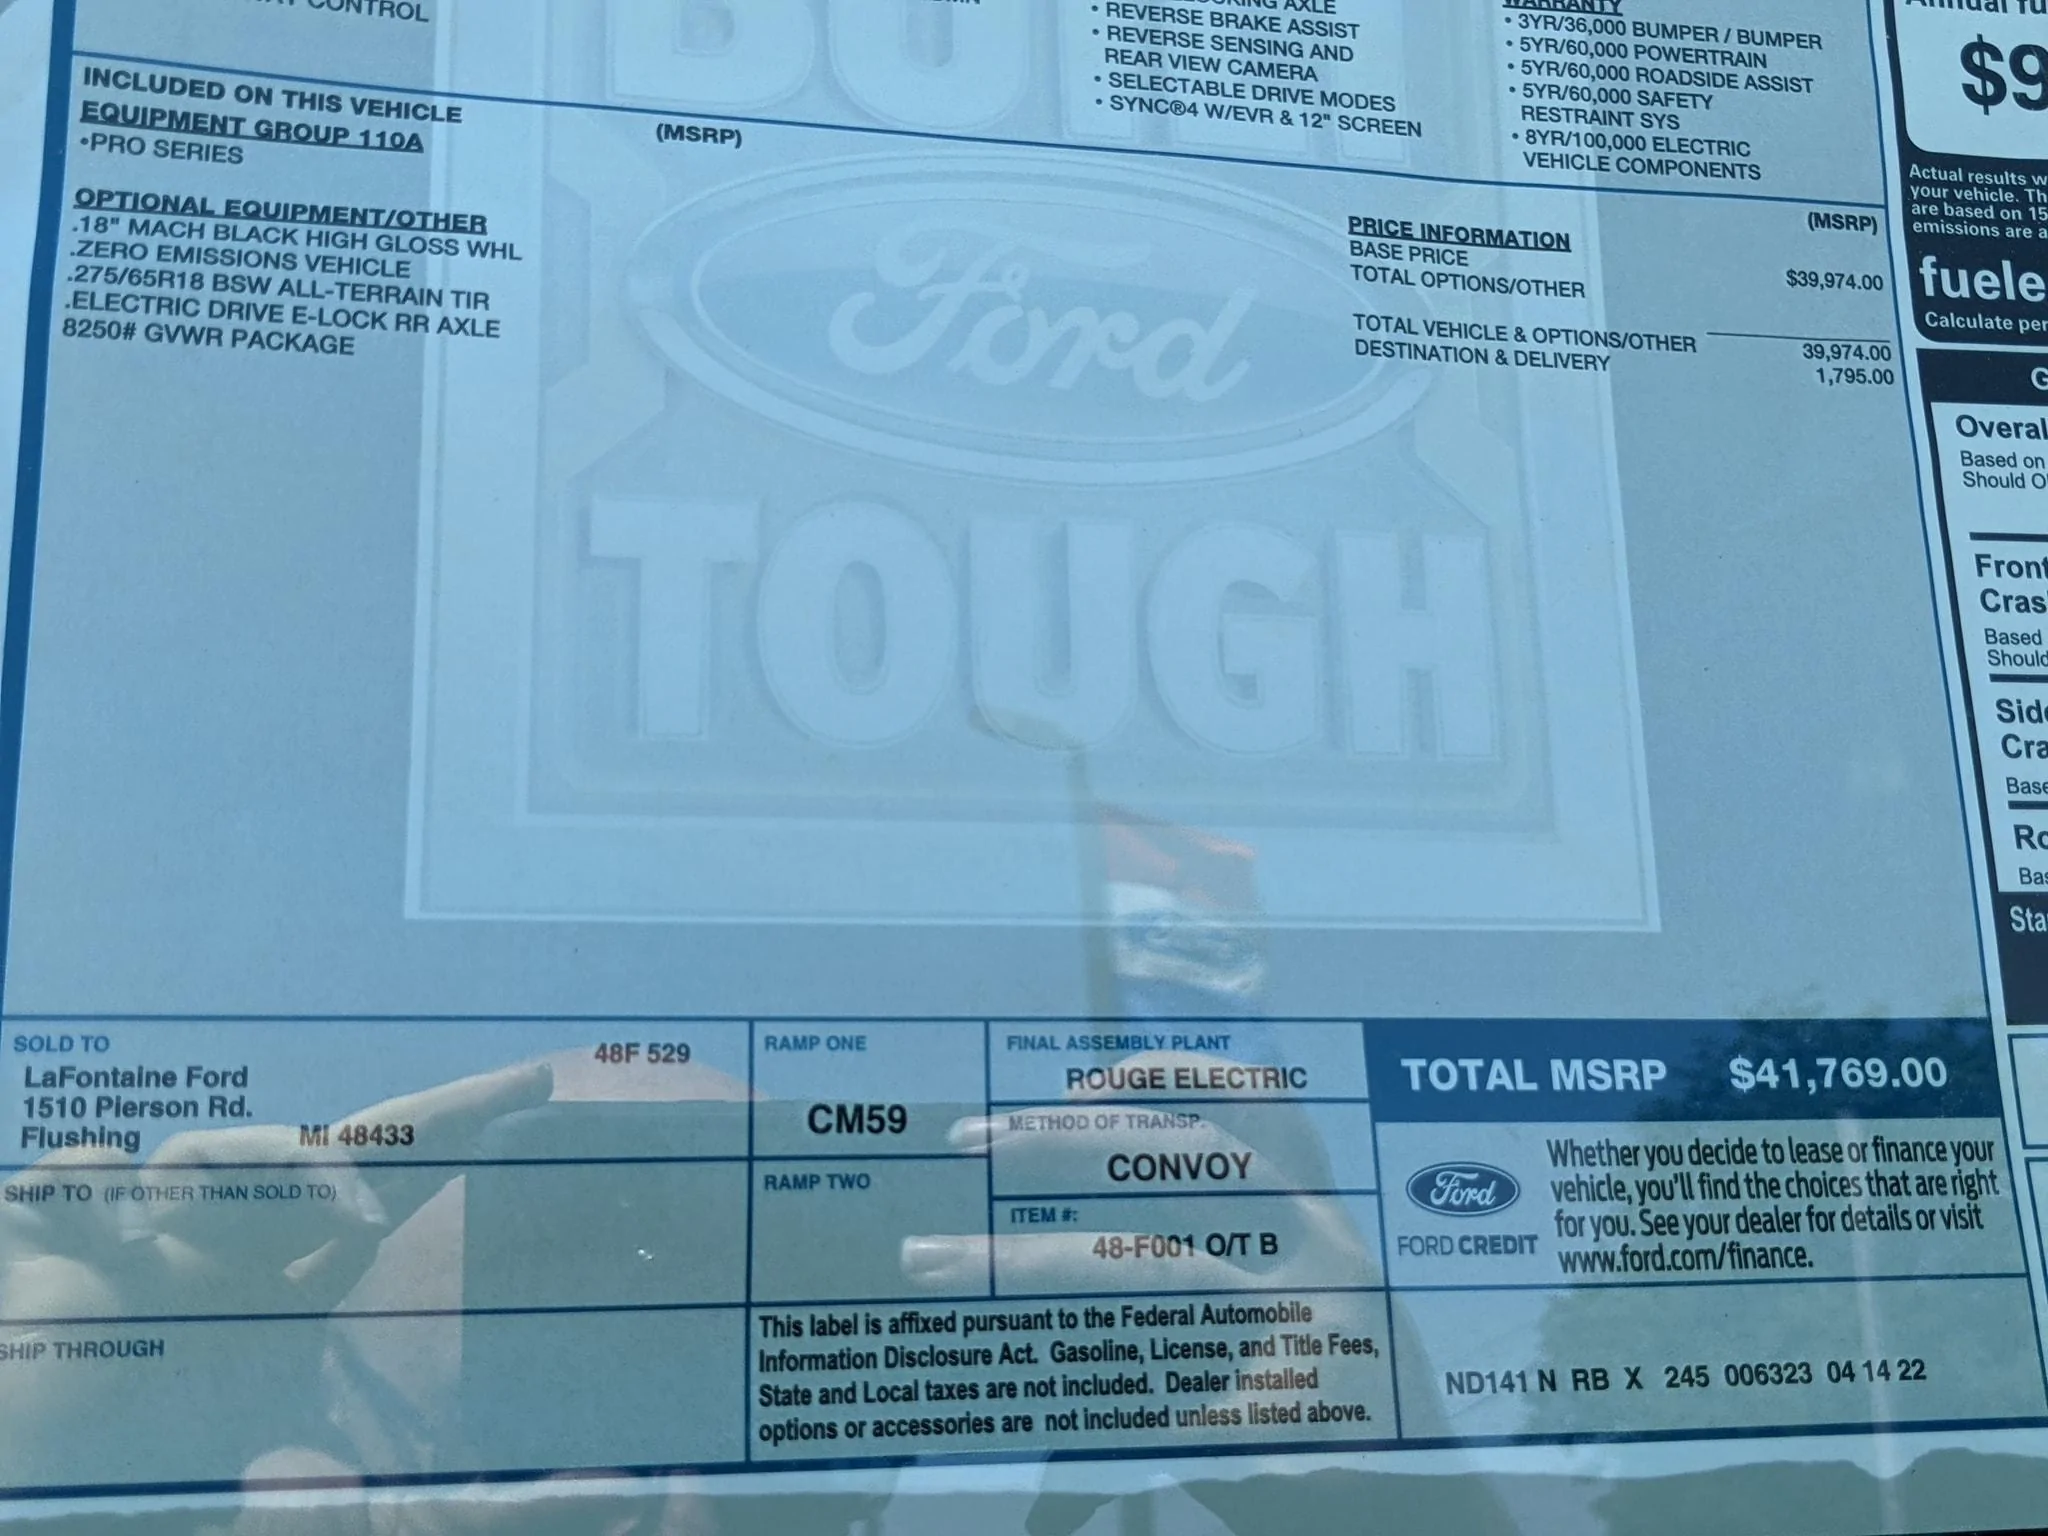 CONTROL
INCLUDED ON THIS VEHICLE
EQUIPMENT GROUP 110A
•PRO SERIES
(MSRP)
OPTIONAL EQUIPMENT/OTHER
.18" MACH BLACK HIGH GLOSS WHL
.ZERO EMISSIONS VEHICLE
.275/65R18 BSW ALL-TERRAIN TIR
.ELECTRIC DRIVE E-LOCK RR AXLE
8250# GVWR PACKAGE
AXLE
• REVERSE BRAKE ASSIST
• REVERSE SENSING AND
REAR VIEW CAMERA
• SELECTABLE DRIVE MODES
• SYNC®4 W/EVR & 12" SCREEN
WARRANTY
• 3YR/36,000 BUMPER / BUMPER
• 5YR/60,000 POWERTRAIN
• 5YR/60,000 ROADSIDE ASSIST
• 5YR/60,000 SAFETY
RESTRAINT SYS
• 8YR/100,000 ELECTRIC
VEHICLE COMPONENTS
PRICE INFORMATION (MSRP)
BASE PRICE $39,974.00
TOTAL OPTIONS/OTHER
TOTAL VEHICLE & OPTIONS/OTHER 39,974.00
DESTINATION & DELIVERY 1,795.00
BUILT
Ford
TOUGH
Annual fu
$9
Actual results w
your vehicle. Th
are based on 15
emissions are a
fuele
Calculate per
G
Overal
Based on
Should O
Front
Cras
Based
Should
Side
Cra
Base
Ro
Bas
Sta
SOLD TO
48F 529
LaFontaine Ford
1510 Pierson Rd.
Flushing MI 48433
SHIP TO (IF OTHER THAN SOLD TO)
SHIP THROUGH
RAMP ONE
CM59
RAMP TWO
FINAL ASSEMBLY PLANT
ROUGE ELECTRIC
METHOD OF TRANSP.
CONVOY
ITEM #:
48-F001 O/T B
This label is affixed pursuant to the Federal Automobile
Information Disclosure Act. Gasoline, License, and Title Fees,
State and Local taxes are not included. Dealer installed
options or accessories are not included unless listed above.
TOTAL MSRP $41,769.00
Ford
FORD CREDIT
Whether you decide to lease or finance your
vehicle, you'll find the choices that are right
for you. See your dealer for details or visit
www.ford.com/finance.
ND141 N RB X 245 006323 04 14 22